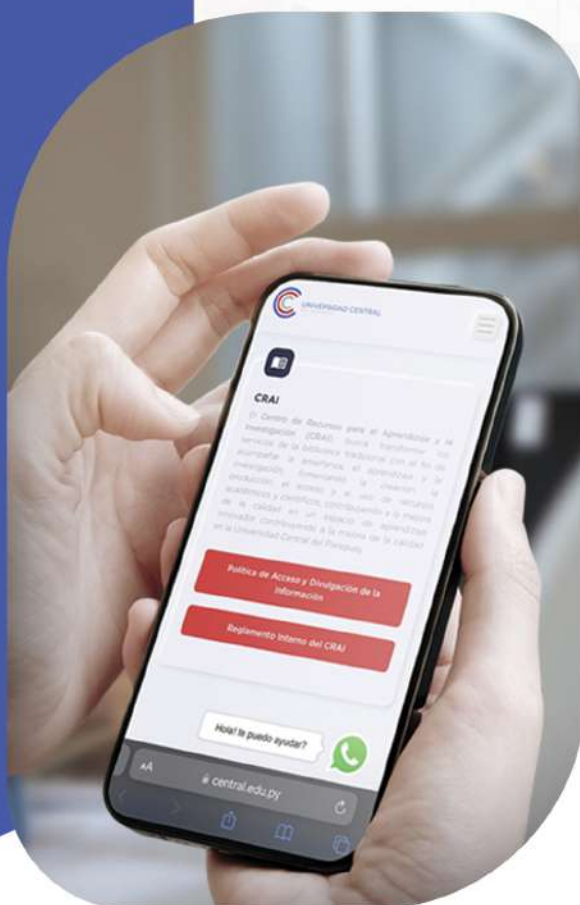 UNIVERSIDAD CENTRAL
CRAI
El Centro de Recursos para el Aprendizaje y la
Investigación (CRAI), busca transformar los
servicios de la biblioteca tradicional con el fin de
acompañar la enseñanza, el aprendizaje y la
investigación, fomentando la creación, la
producción, el acceso y el uso de recursos
académicos y científicos, contribuyendo a la mejora
de la calidad en un espacio de aprendizaje
innovador contribuyendo a la mejora de la calidad
en la Universidad Central del Paraguay.
Política de Acceso y Divulgación de la
Información
Reglamento Interno del CRAI
Hola! te puedo ayudar?
AA
central.edu.py